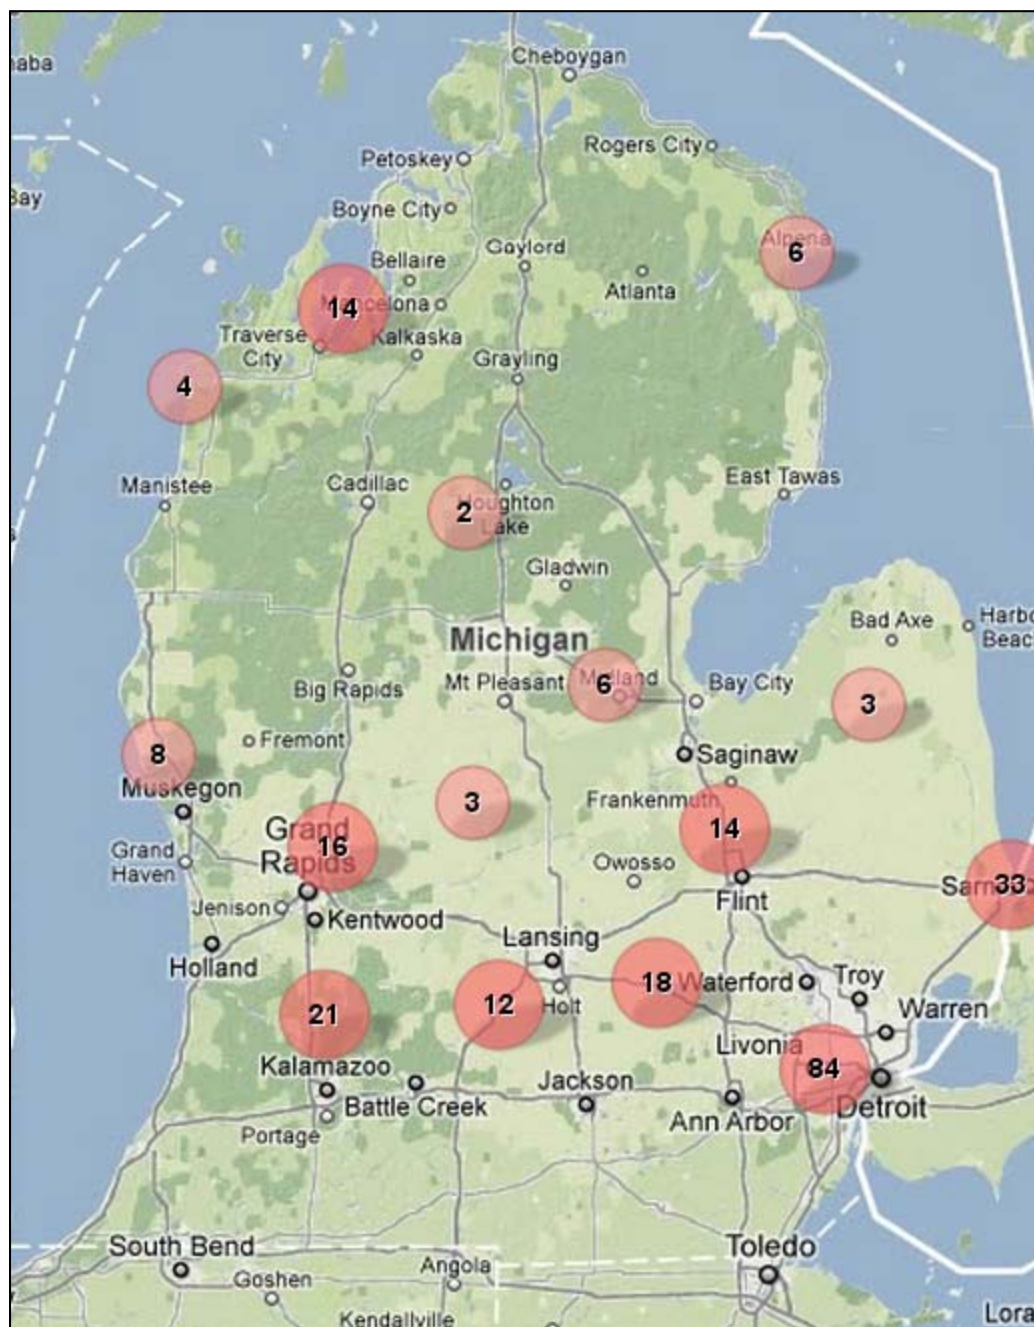 Cheboygan
aba
Rogers City
Petoskey
Bay
Boyne City
Alpena
Gaylord
6
Bellaire
Atlanta
14
Mancelona
Traverse
City
Kalkaska
Grayling
4
East Tawas
Manistee
Cadillac
2
Houghton
Lake
Gladwin
Bad Axe
Harbo
Beac
Michigan
6
Midland
Big Rapids
Mt Pleasant
Bay City
3
Fremont
8
Saginaw
Muskegon
3
Frankenmuth
Grand
Rapids
16
14
Grand
Haven
Owosso
33
Sarn
Flint
Jenison
Kentwood
Lansing
Holland
18
Waterford
Troy
Holt
12
21
Warren
Livonia
84
Kalamazoo
Jackson
Battle Creek
Detroit
Ann Arbor
Portage
South Bend
Toledo
Angola
Goshen
Lora
Kendallville